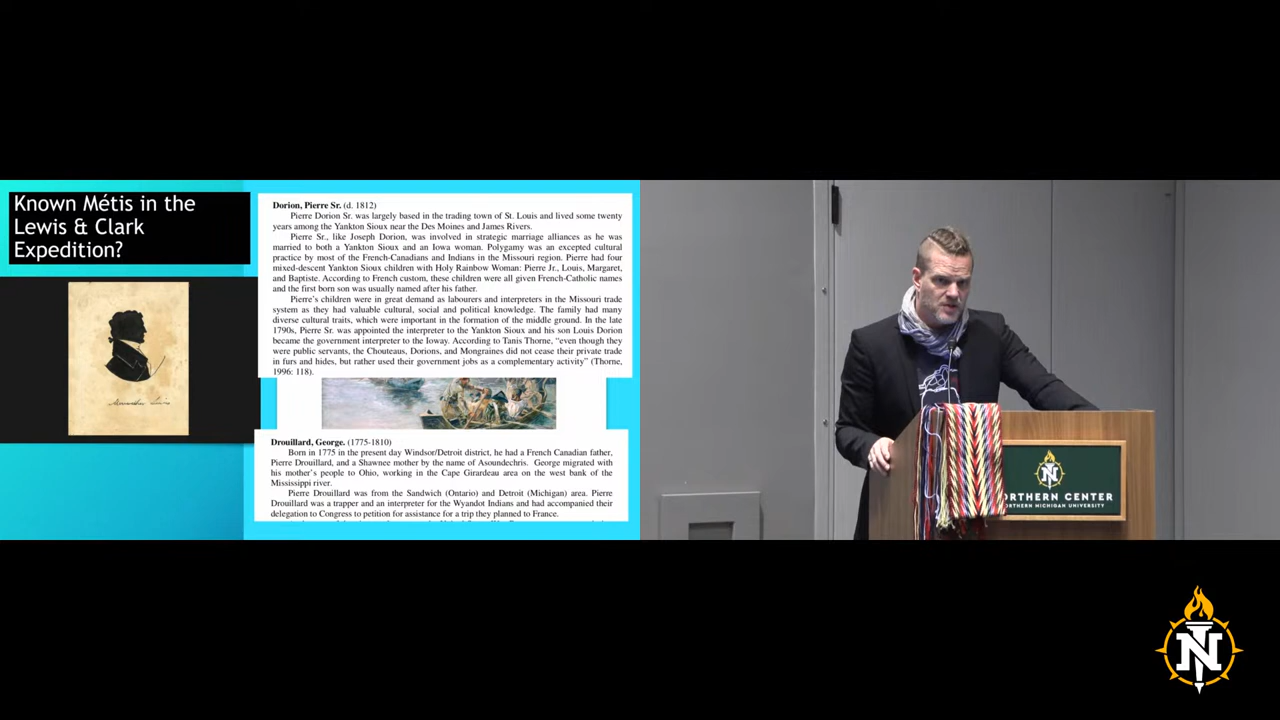 Known Métis in the
Lewis & Clark
Expedition?
Dorion, Pierre Sr. (d. 1812)
Pierre Dorion Sr. was largely based in the trading town of St. Louis and lived some twenty
years among the Yankton Sioux near the Des Moines and James Rivers.
Pierre Sr., like Joseph Dorion, was involved in strategic marriage alliances as he was
married to both a Yankton Sioux and an Iowa woman. Polygamy was an excepted cultural
practice by most of the French-Canadians and Indians in the Missouri region. Pierre had four
mixed-descent Yankton Sioux children with Holy Rainbow Woman: Pierre Jr., Louis, Margaret,
and Baptiste. According to French custom, these children were all given French-Catholic names
and the first born son was usually named after his father.
Pierre's children were in great demand as labourers and interpreters in the Missouri trade
system as they had valuable cultural, social and political knowledge. The family had many
diverse cultural traits, which were important in the formation of the middle ground. In the late
1790s, Pierre Sr. was appointed the interpreter to the Yankton Sioux and his son Louis Dorion
became the government interpreter to the Ioway. According to Tanis Thorne, "even though they
were public servants, the Chouteaus, Dorions, and Mongraines did not cease their private trade
in furs and hides, but rather used their government jobs as a complementary activity" (Thorne,
1996: 118).
Drouillard, George. (1775-1810)
Born in 1775 in the present day Windsor/Detroit district, he had a French Canadian father,
Pierre Drouillard, and a Shawnee mother by the name of Asoundechris. George migrated with
his mother's people to Ohio, working in the Cape Girardeau area on the west bank of the
Mississippi river.
Pierre Drouillard was from the Sandwich (Ontario) and Detroit (Michigan) area. Pierre
Drouillard was a trapper and an interpreter for the Wyandot Indians and had accompanied their
delegation to Congress to petition for assistance for a trip they planned to France.
N
ORTHERN CENTER
ORTHERN MICHIGAN UNIVERSITY
N